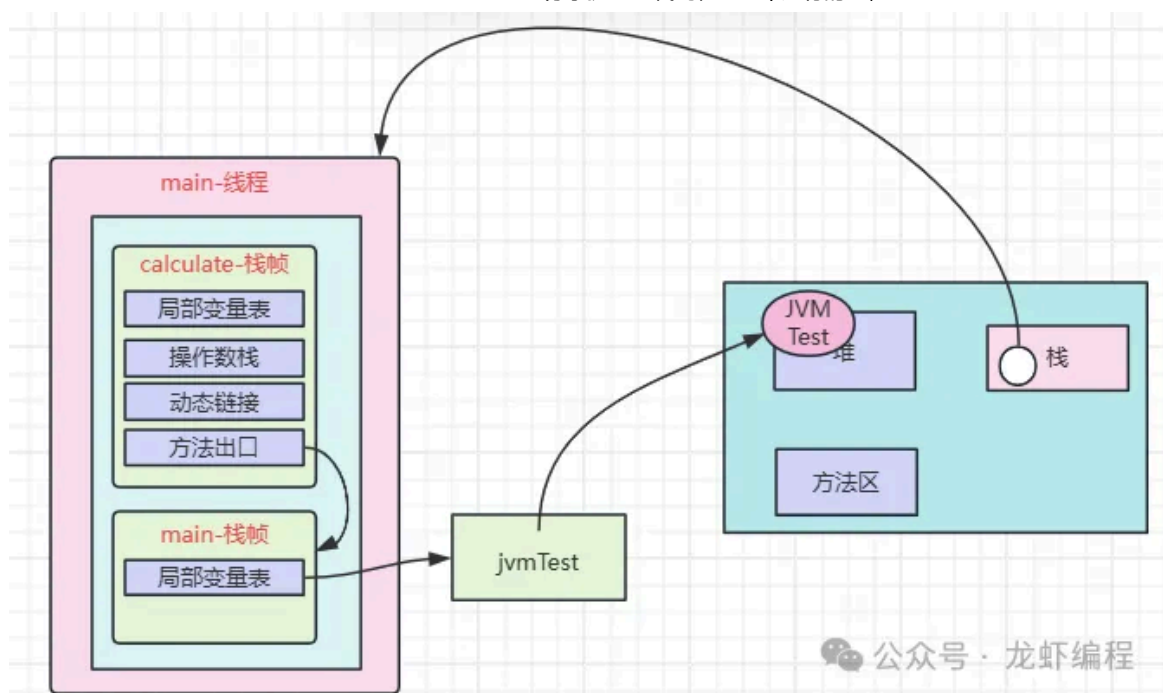 main-线程
calculate-栈帧
局部变量表
操作数栈
动态链接
方法出口
main-栈帧
局部变量表
jvmTest
JVM
Test
堆
栈
方法区
公众号 · 龙虾编程